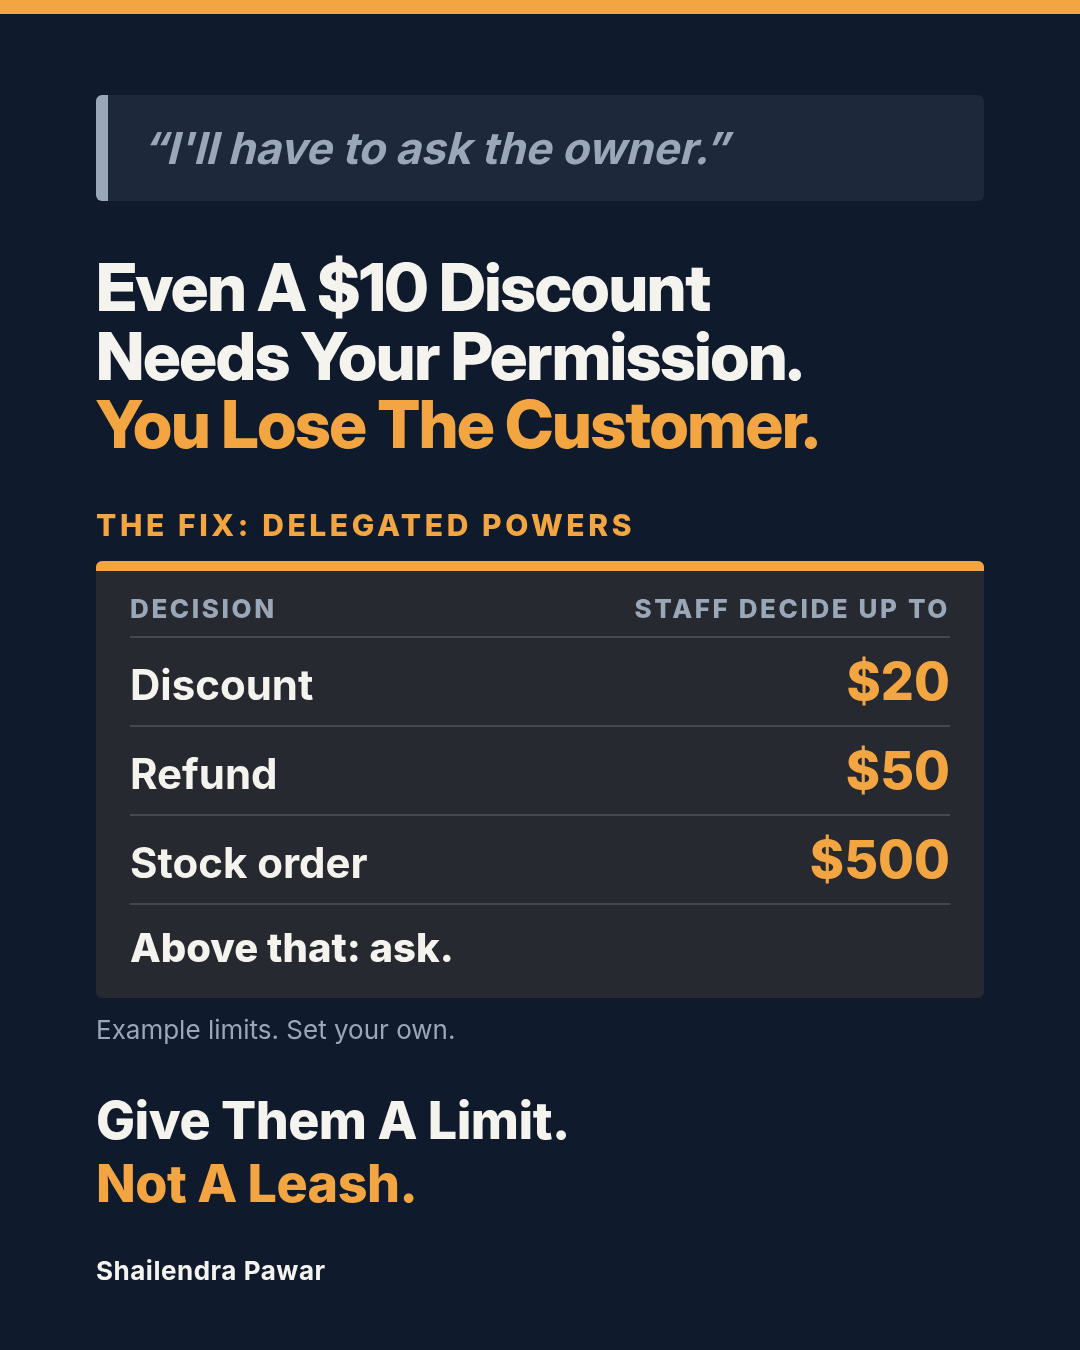 “I'll have to ask the owner.”
Even A $10 Discount
Needs Your Permission.
You Lose The Customer.
THE FIX: DELEGATED POWERS
DECISION STAFF DECIDE UP TO
Discount $20
Refund $50
Stock order $500
Above that: ask.
Example limits. Set your own.
Give Them A Limit.
Not A Leash.
Shailendra Pawar